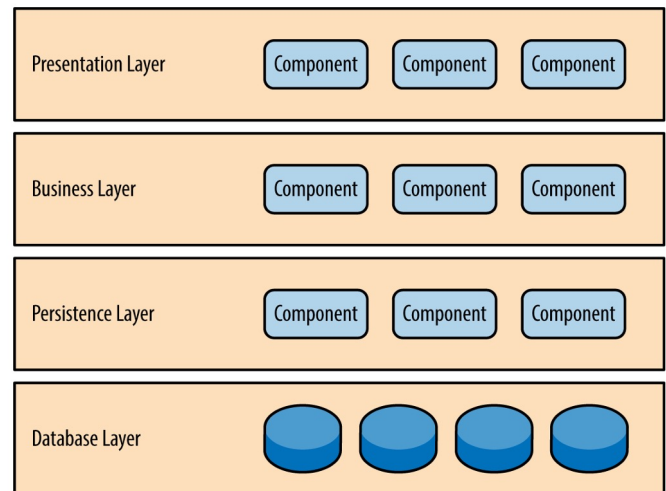 Presentation Layer Component Component Component
Business Layer Component Component Component
Persistence Layer Component Component Component
Database Layer